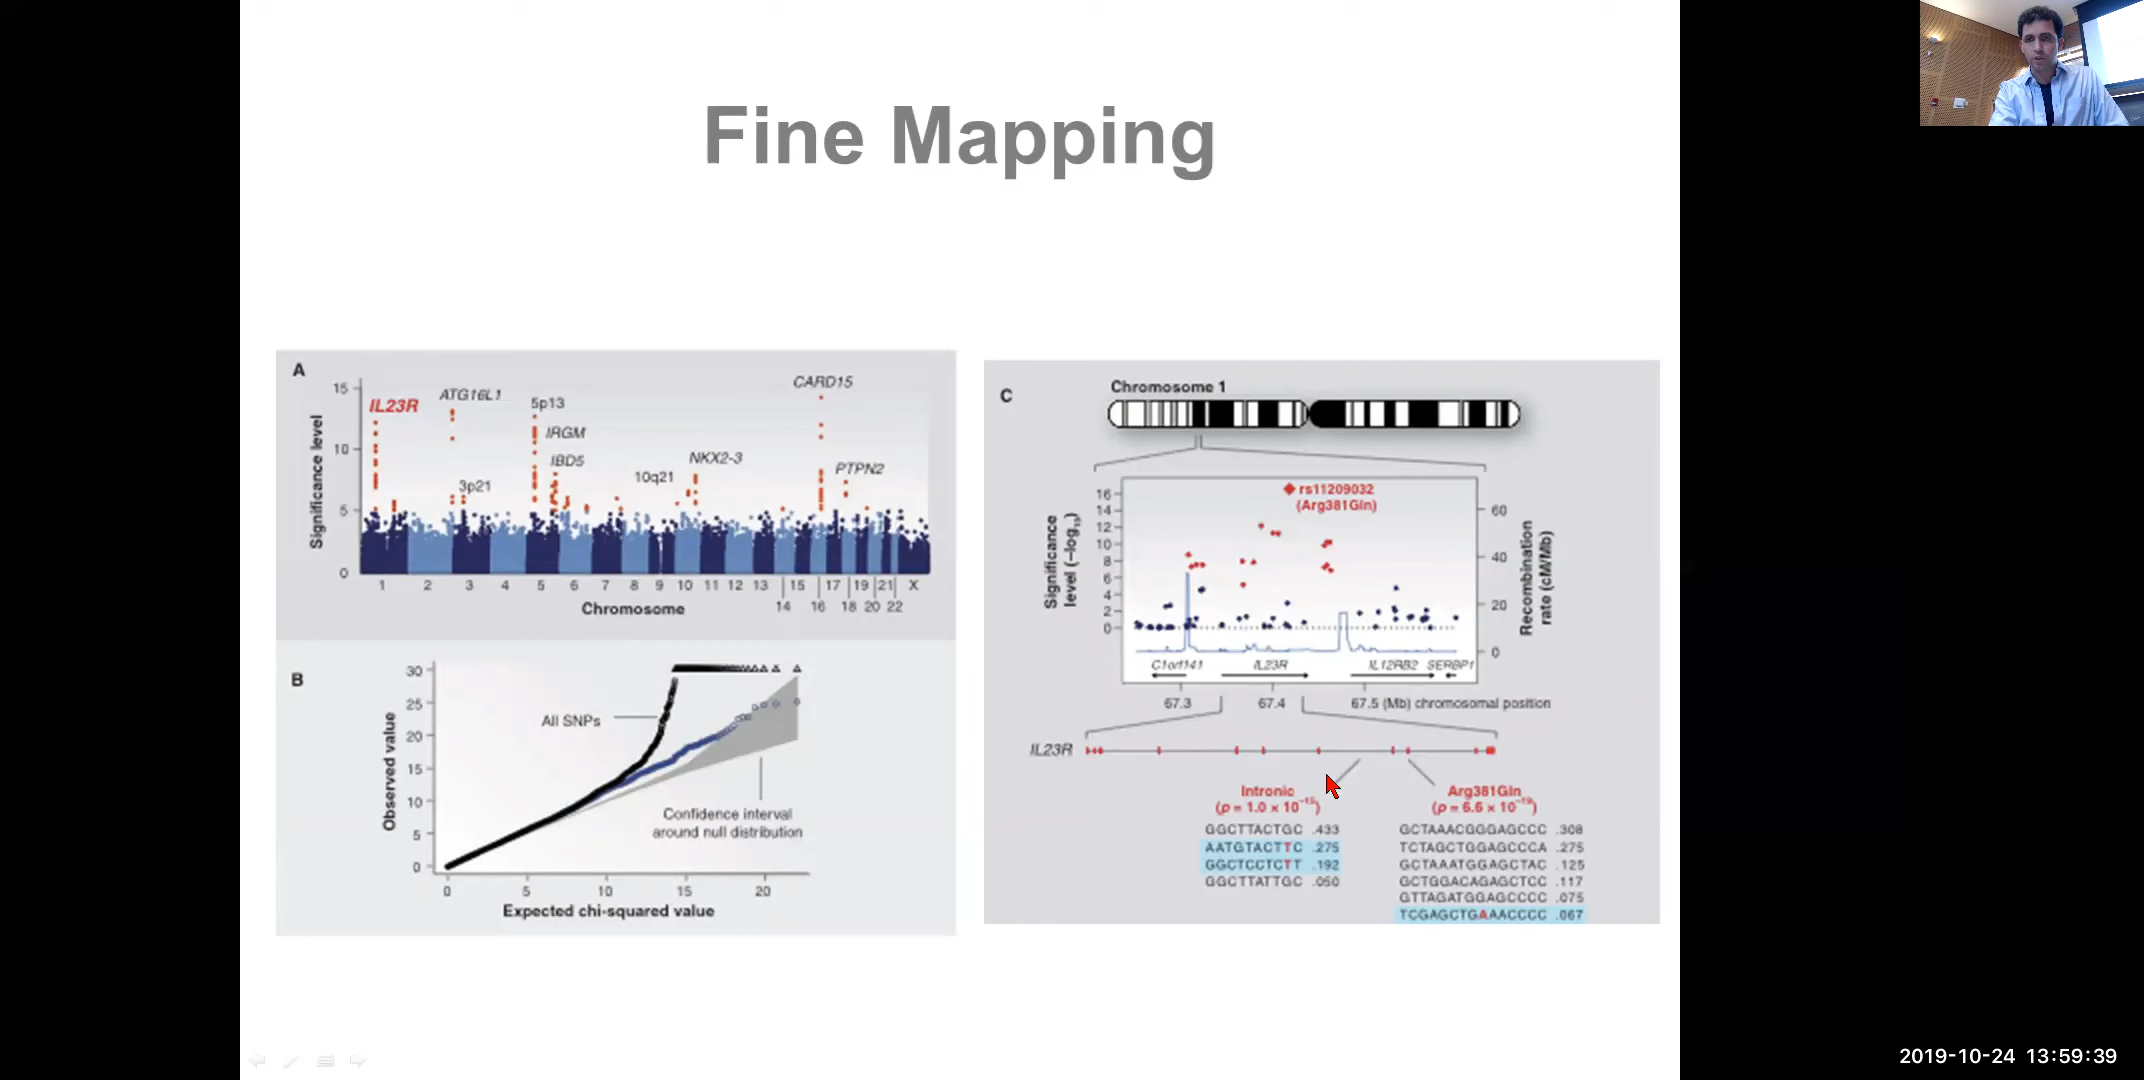 Fine Mapping
A
15
10
5
0
Significance level
IL23R
ATG16L1
3p21
5p13
IRGM
IBD5
10q21
NKX2-3
CARD15
PTPN2
1 2 3 4 5 6 7 8 9 10 11 12 13 15 17 19 21 X
14 16 18 20 22
Chromosome
B
30
25
20
15
10
5
0
Observed value
All SNPs
Confidence interval
around null distribution
0 5 10 15 20
Expected chi-squared value
C
Chromosome 1
16
14
12
10
8
6
4
2
0
Significance
level (–log10)
rs11209032
(Arg381Gln)
60
40
20
0
Recombination
rate (cM/Mb)
C1orf141 IL23R IL12RB2 SERBP1
67.3 67.4 67.5 (Mb) chromosomal position
IL23R
Intronic
(p = 1.0 × 10⁻¹⁵)
GGCTTACTGC .433
AATGTACTTC .275
GGCTCCTCTT .192
GGCTTATTGC .050
Arg381Gln
(p = 6.6 × 10⁻¹⁹)
GCTAAACGGGAGCCC .308
TCTAGCTGGAGCCCA .275
GCTAAATGGAGCTAC .125
GCTGGACAGAGCTCC .117
GTTAGATGGAGCCCC .075
TCGAGCTGAAACCCC .067
2019-10-24 13:59:39